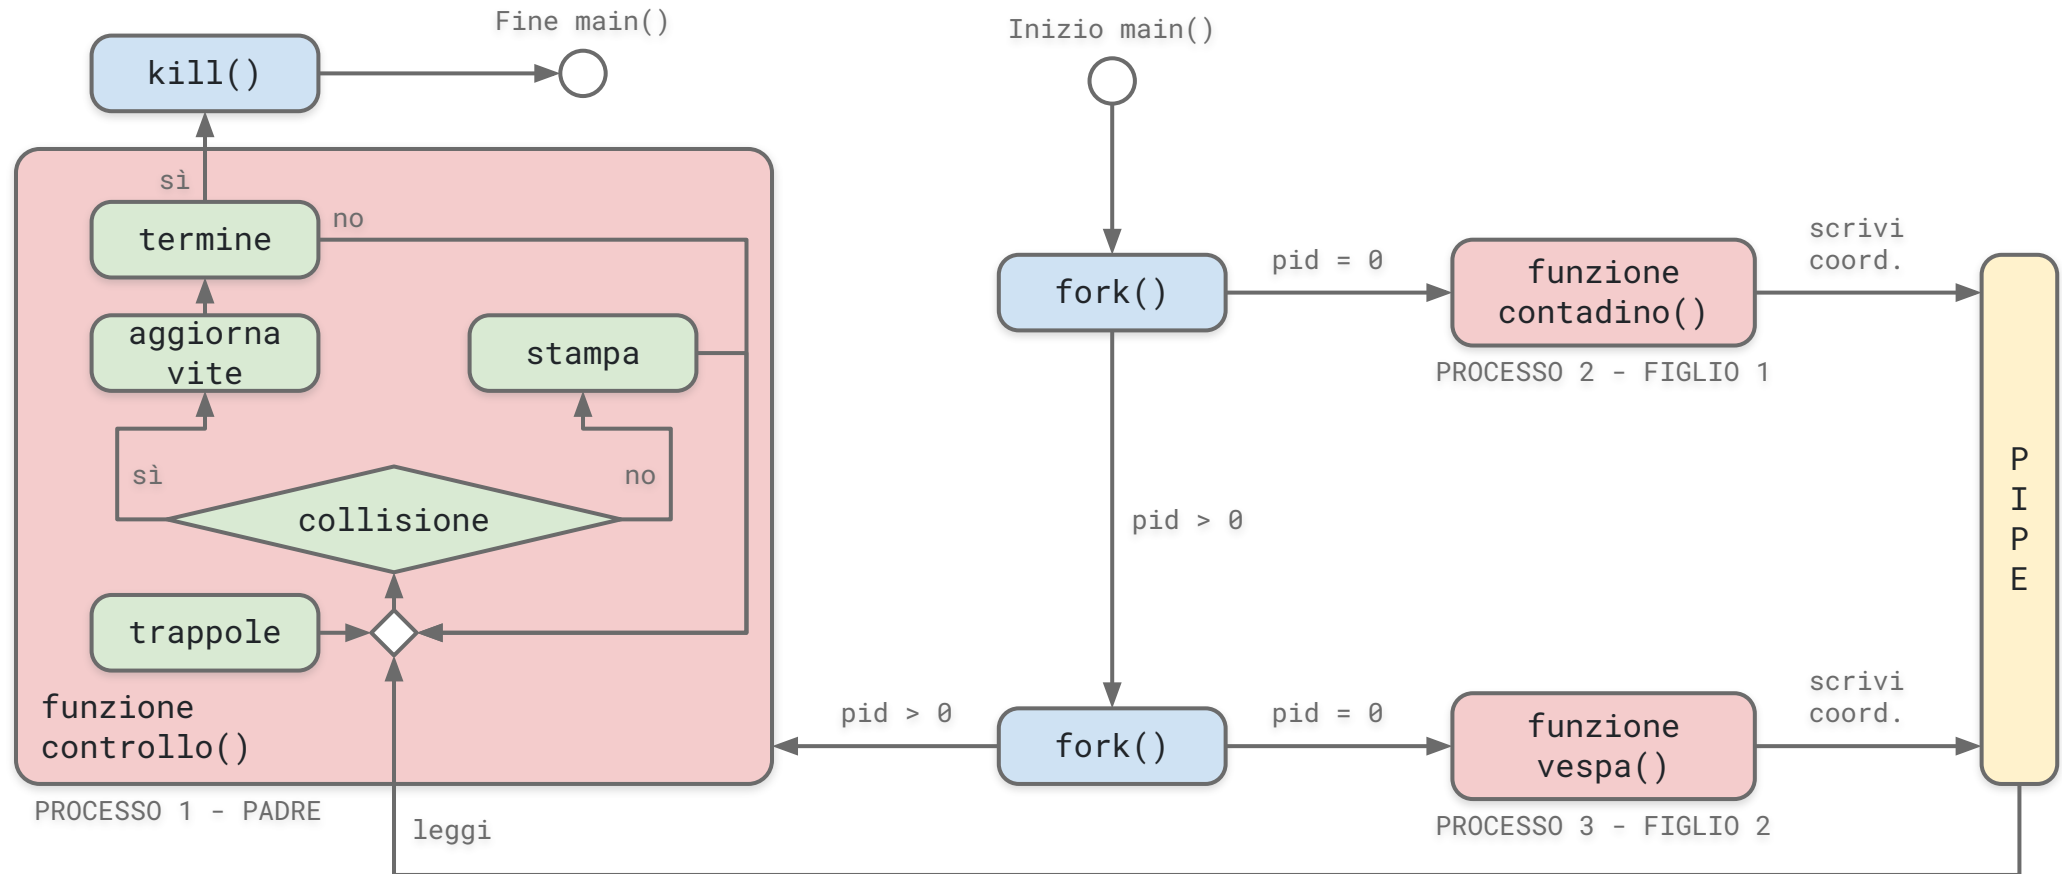 Fine main()
Inizio main()
kill()
sì
termine
no
aggiorna
vite
stampa
sì
no
collisione
trappole
funzione
controllo()
PROCESSO 1 - PADRE
leggi
fork()
pid = 0
funzione
contadino()
PROCESSO 2 - FIGLIO 1
scrivi
coord.
pid > 0
fork()
pid > 0
pid = 0
funzione
vespa()
PROCESSO 3 - FIGLIO 2
scrivi
coord.
P
I
P
E